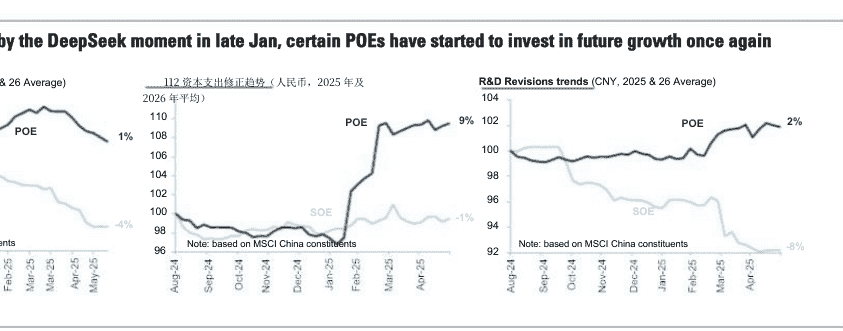 by the DeepSeek moment in late Jan, certain POEs have started to invest in future growth once again
& 26 Average)
POE
1%
-4%
ents
Feb-25
Mar-25
Mar-25
Apr-25
May-25
112 资本支出修正趋势（人民币，2025 年及
2026 年平均）
110
108
106
104
102
100
98
96
POE
9%
SOE
-1%
Note: based on MSCI China constituents
Aug-24
Sep-24
Oct-24
Nov-24
Dec-24
Jan-25
Feb-25
Mar-25
Apr-25
R&D Revisions trends (CNY, 2025 & 26 Average)
104
102
100
98
96
94
92
POE
2%
SOE
-8%
Note: based on MSCI China constituents
Aug-24
Sep-24
Oct-24
Nov-24
Dec-24
Jan-25
Feb-25
Mar-25
Apr-25